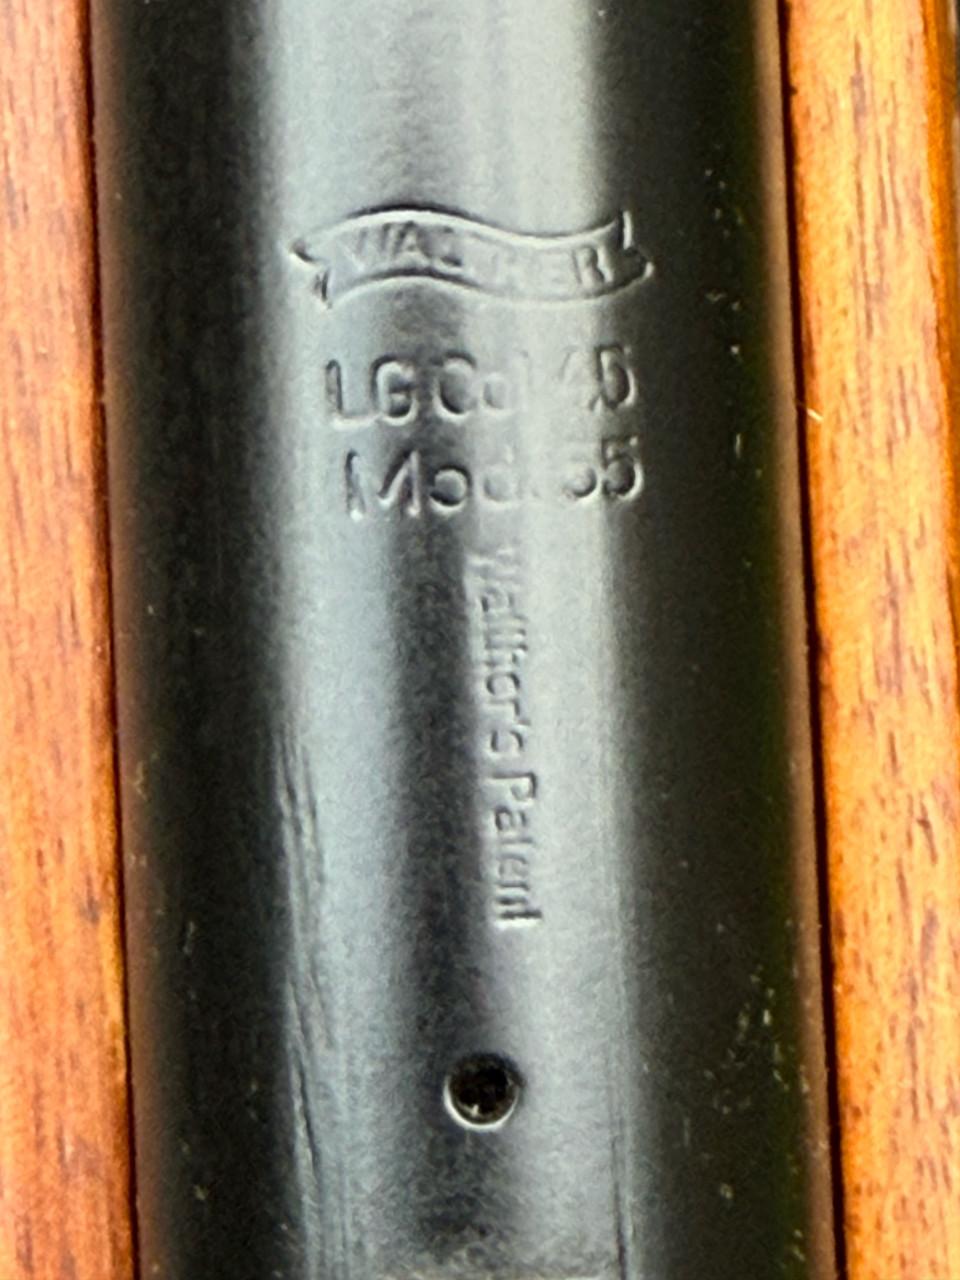 WALTHER
LG Cal 4,5
Mod. 55
Walther's Patent